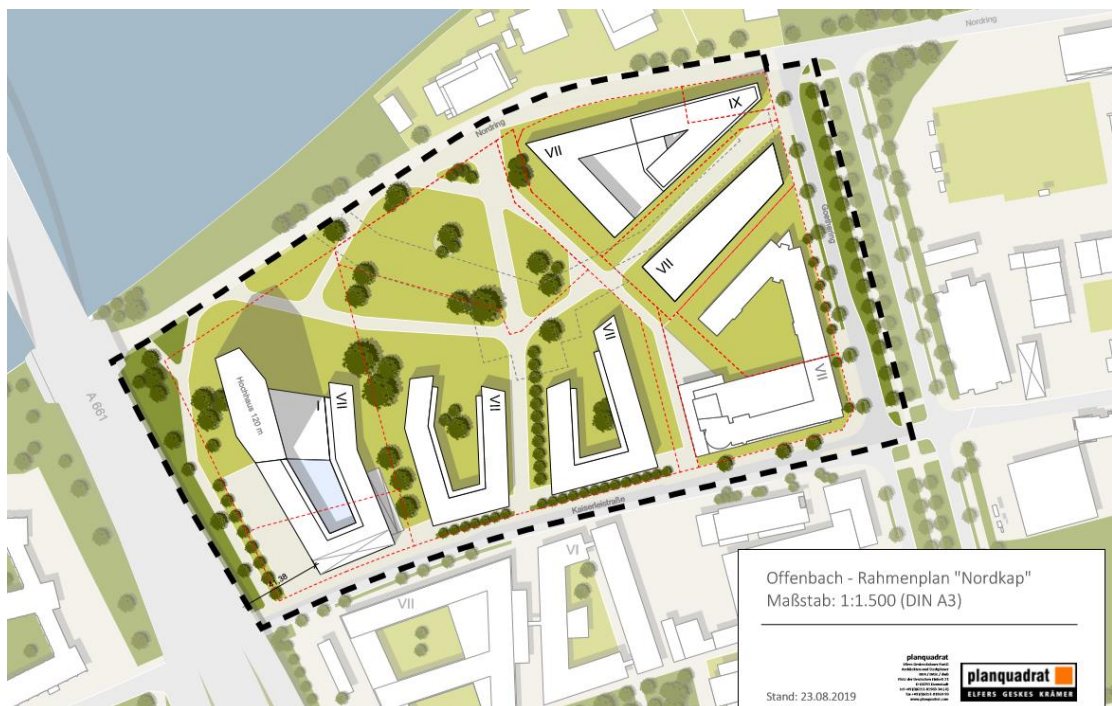 Nordring
Nordring
IX
VII
VII
Goethering
VII
VII
VII
VII
I
Hochhaus 120 m
A 661
Kaiserleistraße
41,38
VI
VII
Offenbach - Rahmenplan "Nordkap"
Maßstab: 1:1.500 (DIN A3)
planquadrat
Stand: 23.08.2019
planquadrat
ELFERS GESKES KRÄMER